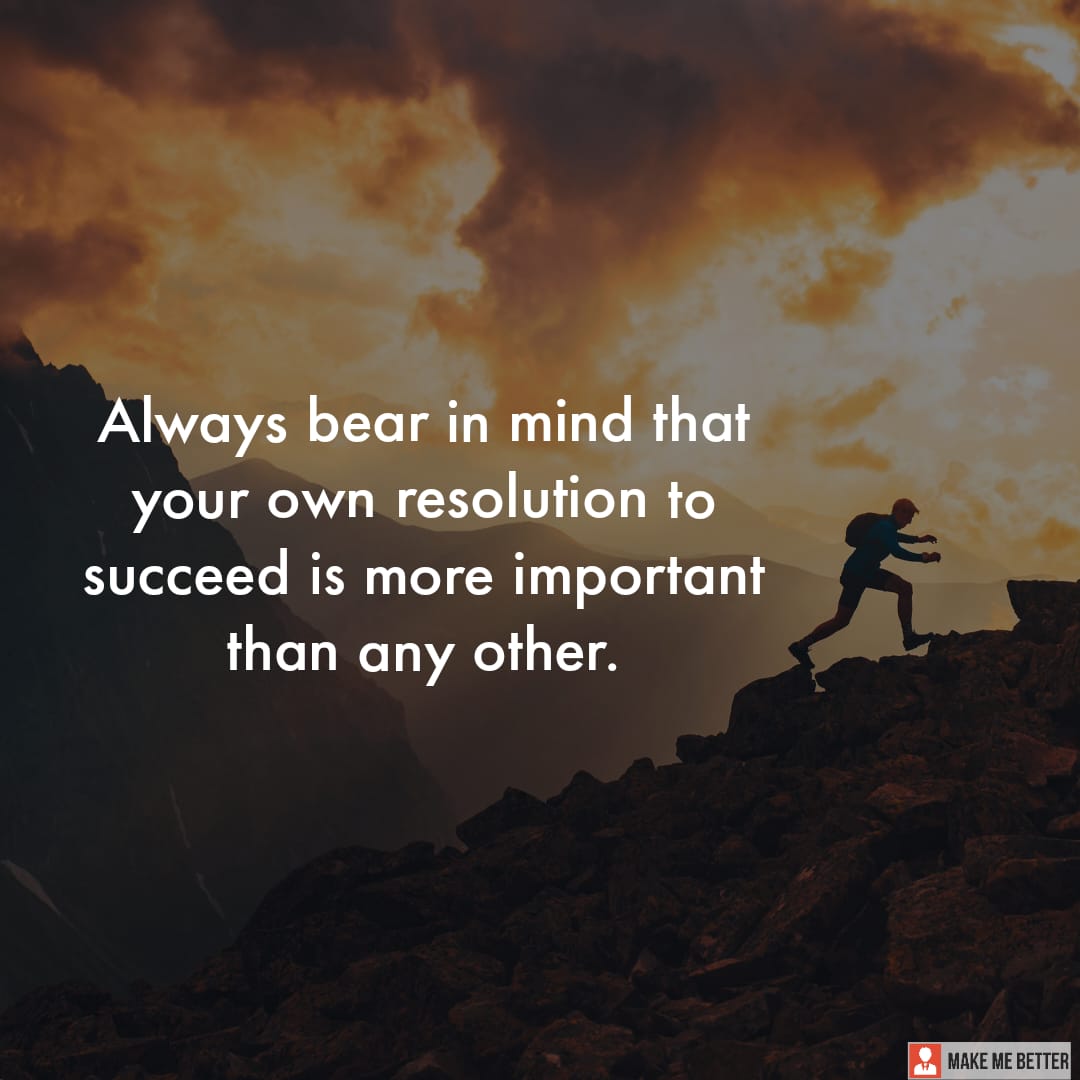 Always bear in mind that
your own resolution to
succeed is more important
than any other.
MAKE ME BETTER